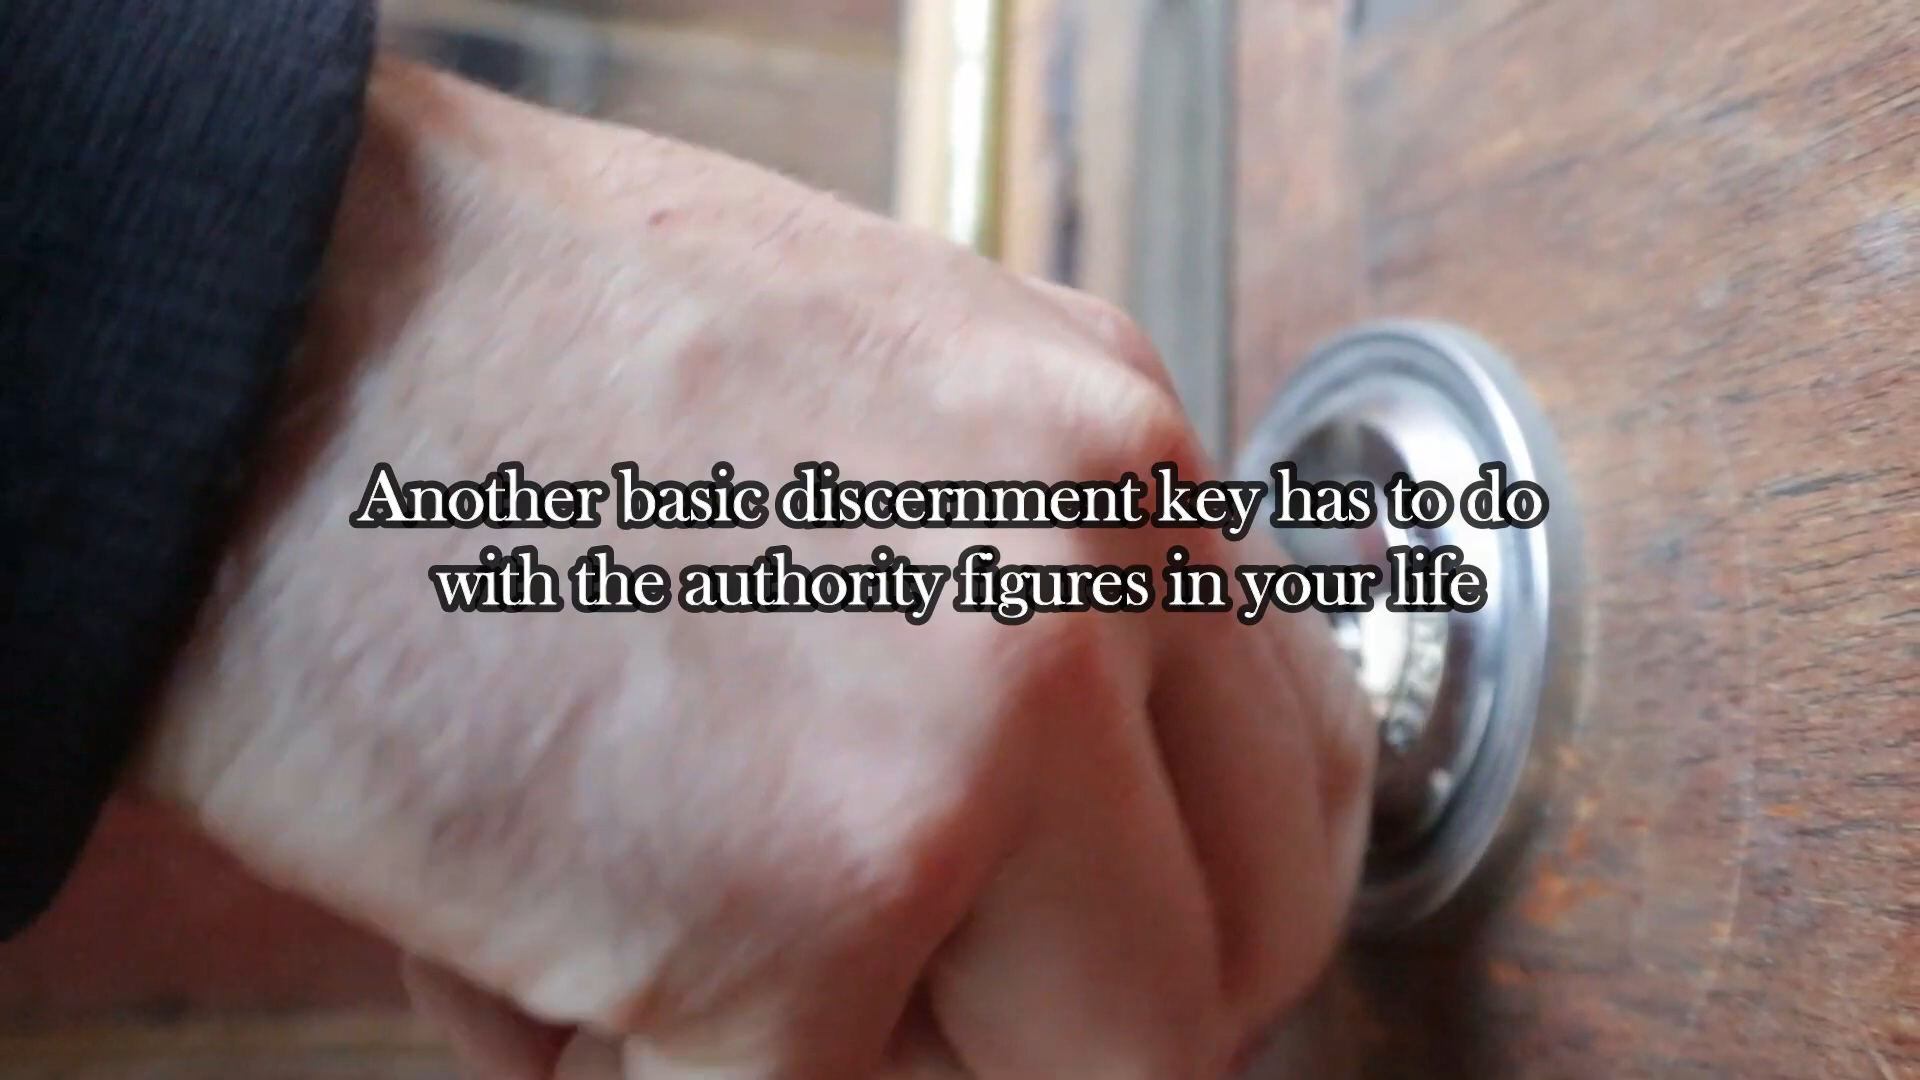 Another basic discernment key has to do
with the authority figures in your life